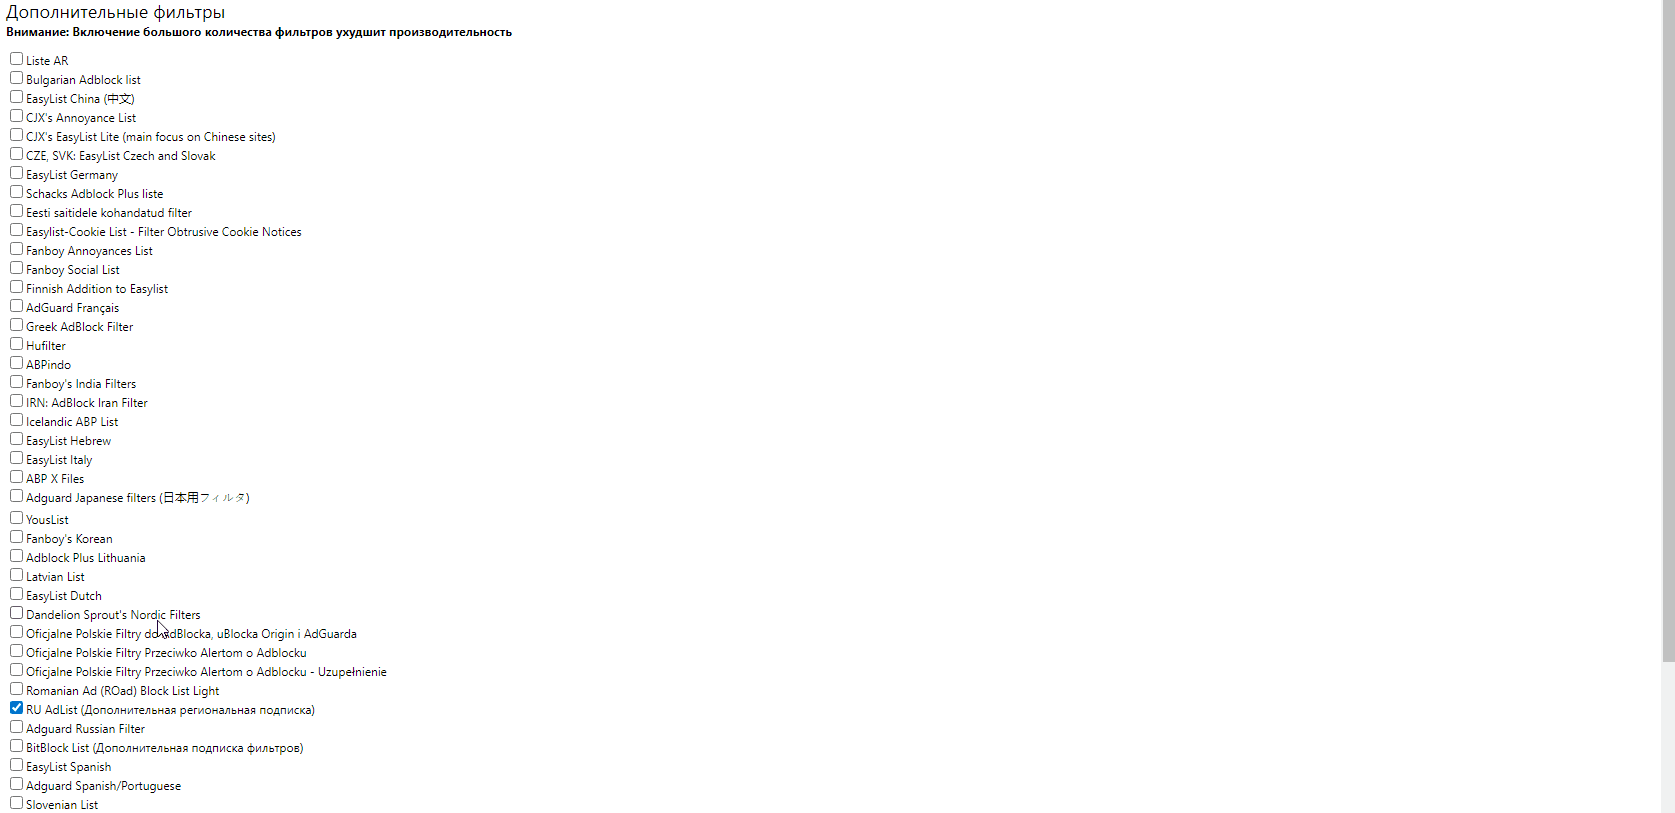 Дополнительные фильтры
Внимание: Включение большого количества фильтров ухудшит производительность
Liste AR
Bulgarian Adblock list
EasyList China (中文)
CJX's Annoyance List
CJX's EasyList Lite (main focus on Chinese sites)
CZE, SVK: EasyList Czech and Slovak
EasyList Germany
Schacks Adblock Plus liste
Eesti saitidele kohandatud filter
Easylist-Cookie List - Filter Obtrusive Cookie Notices
Fanboy Annoyances List
Fanboy Social List
Finnish Addition to Easylist
AdGuard Français
Greek AdBlock Filter
Hufilter
ABPindo
Fanboy's India Filters
IRN: AdBlock Iran Filter
Icelandic ABP List
EasyList Hebrew
EasyList Italy
ABP X Files
Adguard Japanese filters (日本用フィルタ)
YousList
Fanboy's Korean
Adblock Plus Lithuania
Latvian List
EasyList Dutch
Dandelion Sprout's Nordic Filters
Oficjalne Polskie Filtry do AdBlocka, uBlocka Origin i AdGuarda
Oficjalne Polskie Filtry Przeciwko Alertom o Adblocku
Oficjalne Polskie Filtry Przeciwko Alertom o Adblocku - Uzupełnienie
Romanian Ad (ROad) Block List Light
RU AdList (Дополнительная региональная подписка)
Adguard Russian Filter
BitBlock List (Дополнительная подписка фильтров)
EasyList Spanish
Adguard Spanish/Portuguese
Slovenian List